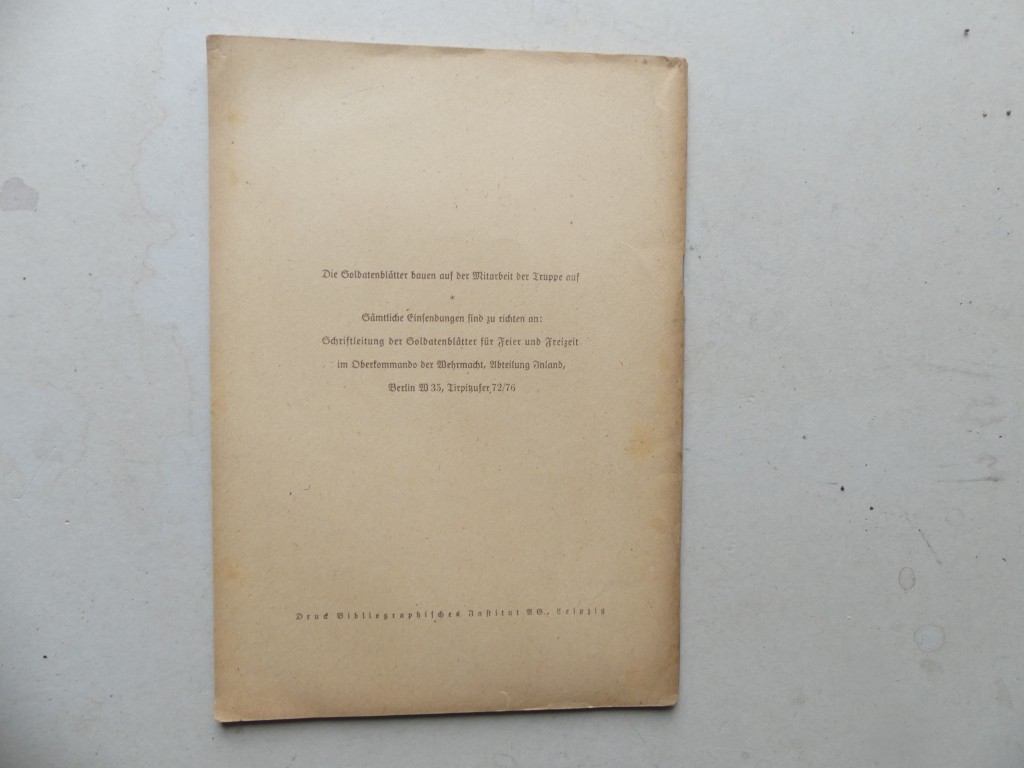 Die Soldatenblätter bauen auf der Mitarbeit der Truppe auf
*
Sämtliche Einsendungen sind zu richten an:
Schriftleitung der Soldatenblätter für Feier und Freizeit
im Oberkommando der Wehrmacht, Abteilung Inland,
Berlin W 35, Tirpitzufer 72/76
Druck Bibliographisches Institut AG., Leipzig